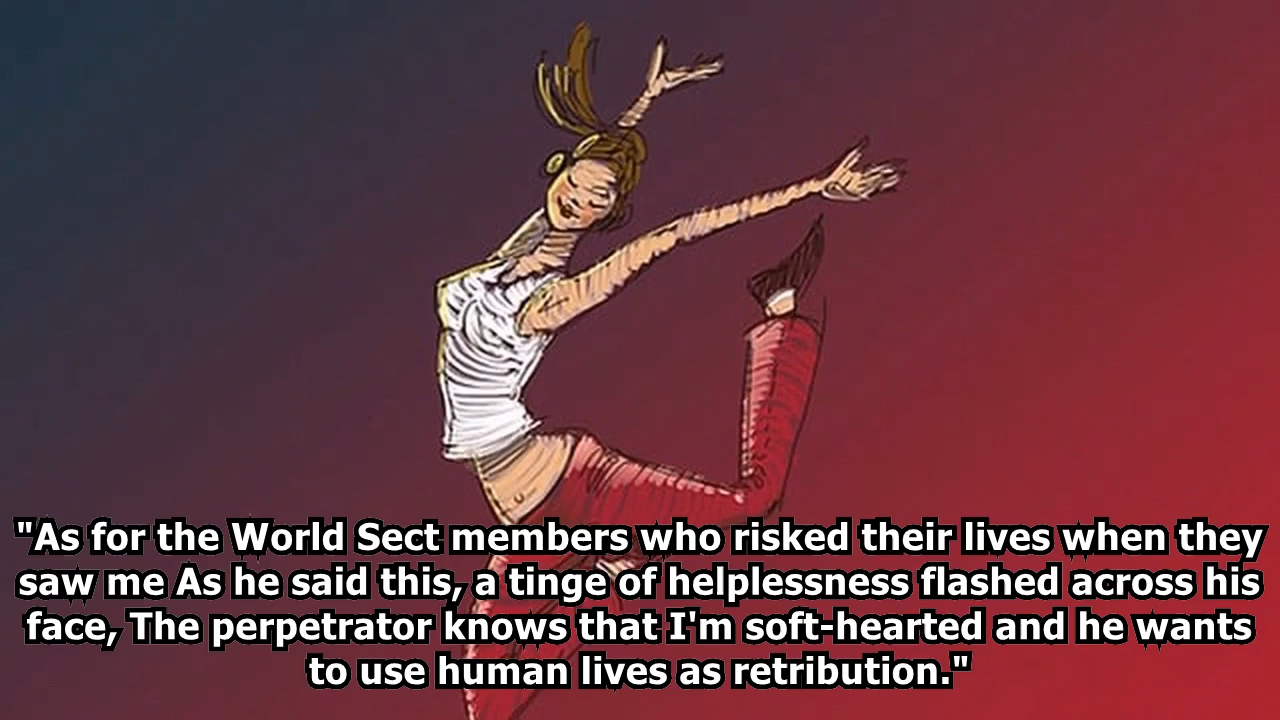 "As for the World Sect members who risked their lives when they
saw me As he said this, a tinge of helplessness flashed across his
face, The perpetrator knows that I'm soft-hearted and he wants
to use human lives as retribution."